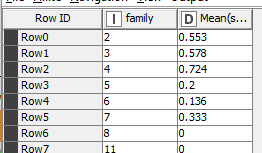 Row ID I family D Mean(s...
Row0 2 0.553
Row1 3 0.578
Row2 4 0.724
Row3 5 0.2
Row4 6 0.136
Row5 7 0.333
Row6 8 0
Row7 11 0